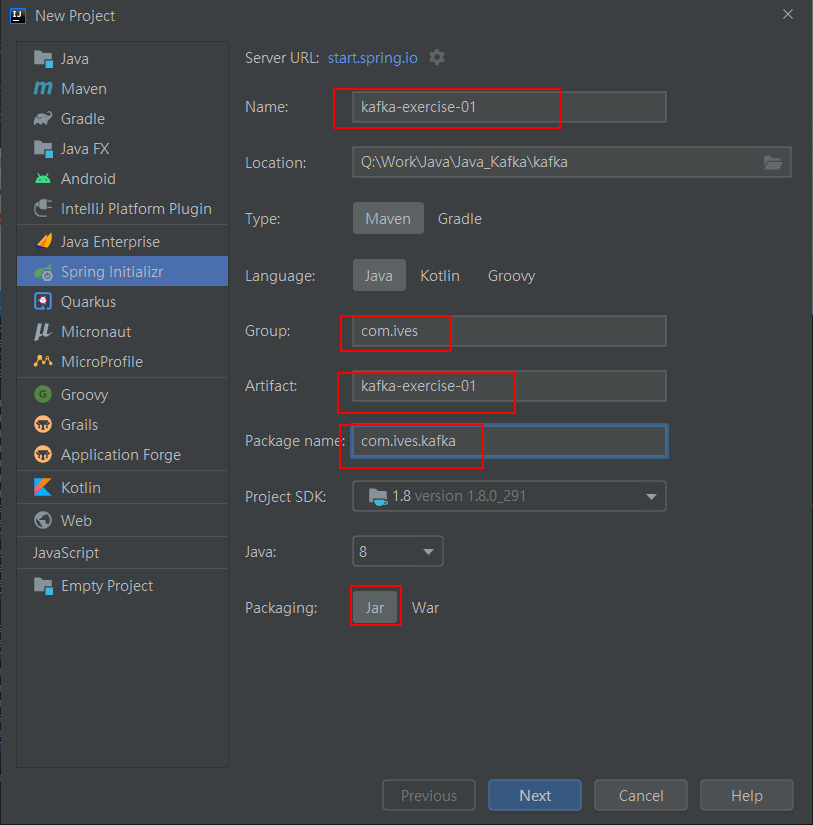 New Project
Java
Maven
Gradle
Java FX
Android
IntelliJ Platform Plugin
Java Enterprise
Spring Initializr
Quarkus
Micronaut
MicroProfile
Groovy
Grails
Application Forge
Kotlin
Web
JavaScript
Empty Project
Server URL: start.spring.io
Name: kafka-exercise-01
Location: Q:\Work\Java\Java_Kafka\kafka
Type: Maven Gradle
Language: Java Kotlin Groovy
Group: com.ives
Artifact: kafka-exercise-01
Package name: com.ives.kafka
Project SDK: 1.8 version 1.8.0_291
Java: 8
Packaging: Jar War
Previous Next Cancel Help